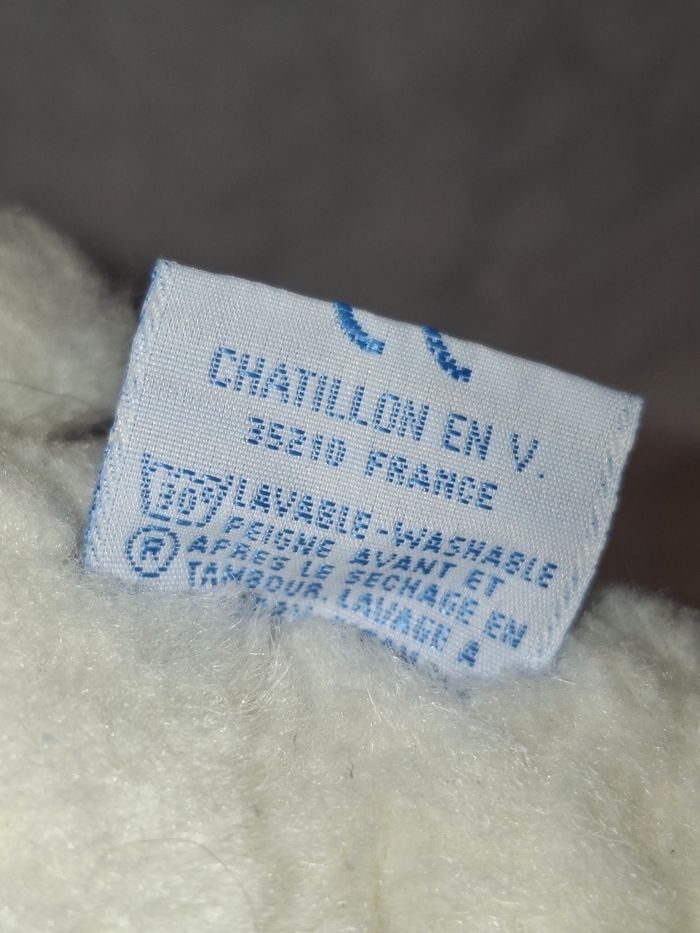 CHATILLON EN V.
35210 FRANCE
30° LAVABLE-WASHABLE
PEIGNE AVANT ET
® APRES LE SECHAGE EN
TAMBOUR LAVAGE A